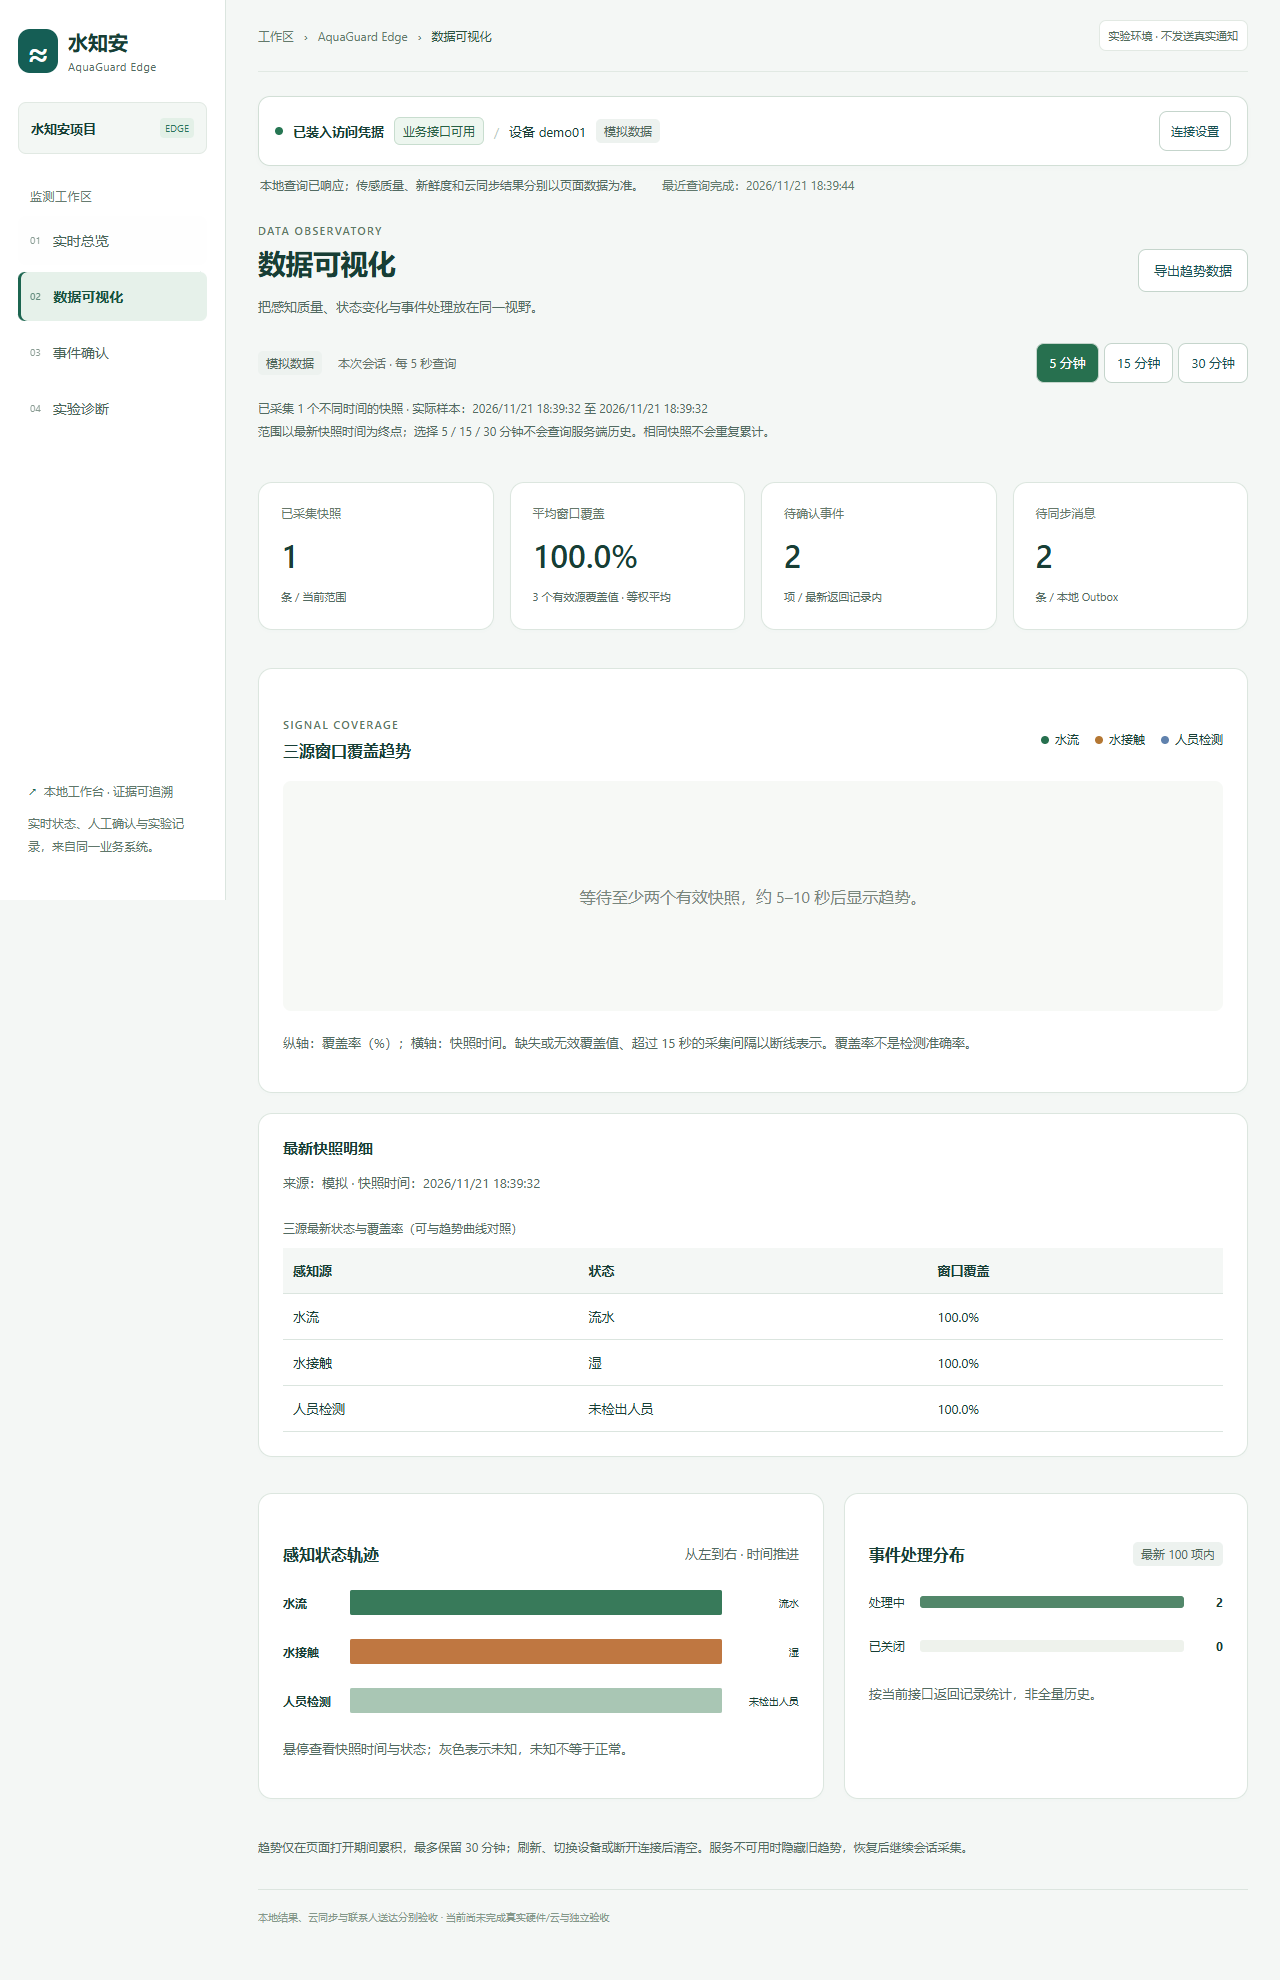 水知安
AquaGuard Edge
水知安项目
EDGE
监测工作区
01 实时总览
02 数据可视化
03 事件确认
04 实验诊断
↗ 本地工作台 · 证据可追溯
实时状态、人工确认与实验记
录，来自同一业务系统。
工作区 › AquaGuard Edge › 数据可视化
实验环境 · 不发送真实通知
已装入访问凭据 业务接口可用 / 设备 demo01 模拟数据
连接设置
本地查询已响应；传感质量、新鲜度和云同步结果分别以页面数据为准。 最近查询完成：2026/11/21 18:39:44
DATA OBSERVATORY
数据可视化
导出趋势数据
把感知质量、状态变化与事件处理放在同一视野。
模拟数据 本次会话 · 每 5 秒查询
5 分钟 15 分钟 30 分钟
已采集 1 个不同时间的快照 · 实际样本：2026/11/21 18:39:32 至 2026/11/21 18:39:32
范围以最新快照时间为终点；选择 5 / 15 / 30 分钟不会查询服务端历史。相同快照不会重复累计。
已采集快照
1
条 / 当前范围
平均窗口覆盖
100.0%
3 个有效源覆盖值 · 等权平均
待确认事件
2
项 / 最新返回记录内
待同步消息
2
条 / 本地 Outbox
SIGNAL COVERAGE
三源窗口覆盖趋势
水流 水接触 人员检测
等待至少两个有效快照，约 5–10 秒后显示趋势。
纵轴：覆盖率（%）；横轴：快照时间。缺失或无效覆盖值、超过 15 秒的采集间隔以断线表示。覆盖率不是检测准确率。
最新快照明细
来源：模拟 · 快照时间：2026/11/21 18:39:32
三源最新状态与覆盖率（可与趋势曲线对照）
感知源 状态 窗口覆盖
水流 流水 100.0%
水接触 湿 100.0%
人员检测 未检出人员 100.0%
感知状态轨迹
从左到右 · 时间推进
水流 流水
水接触 湿
人员检测 未检出人员
悬停查看快照时间与状态；灰色表示未知，未知不等于正常。
事件处理分布
最新 100 项内
处理中 2
已关闭 0
按当前接口返回记录统计，非全量历史。
趋势仅在页面打开期间累积，最多保留 30 分钟；刷新、切换设备或断开连接后清空。服务不可用时隐藏旧趋势，恢复后继续会话采集。
本地结果、云同步与联系人送达分别验收 · 当前尚未完成真实硬件/云与独立验收